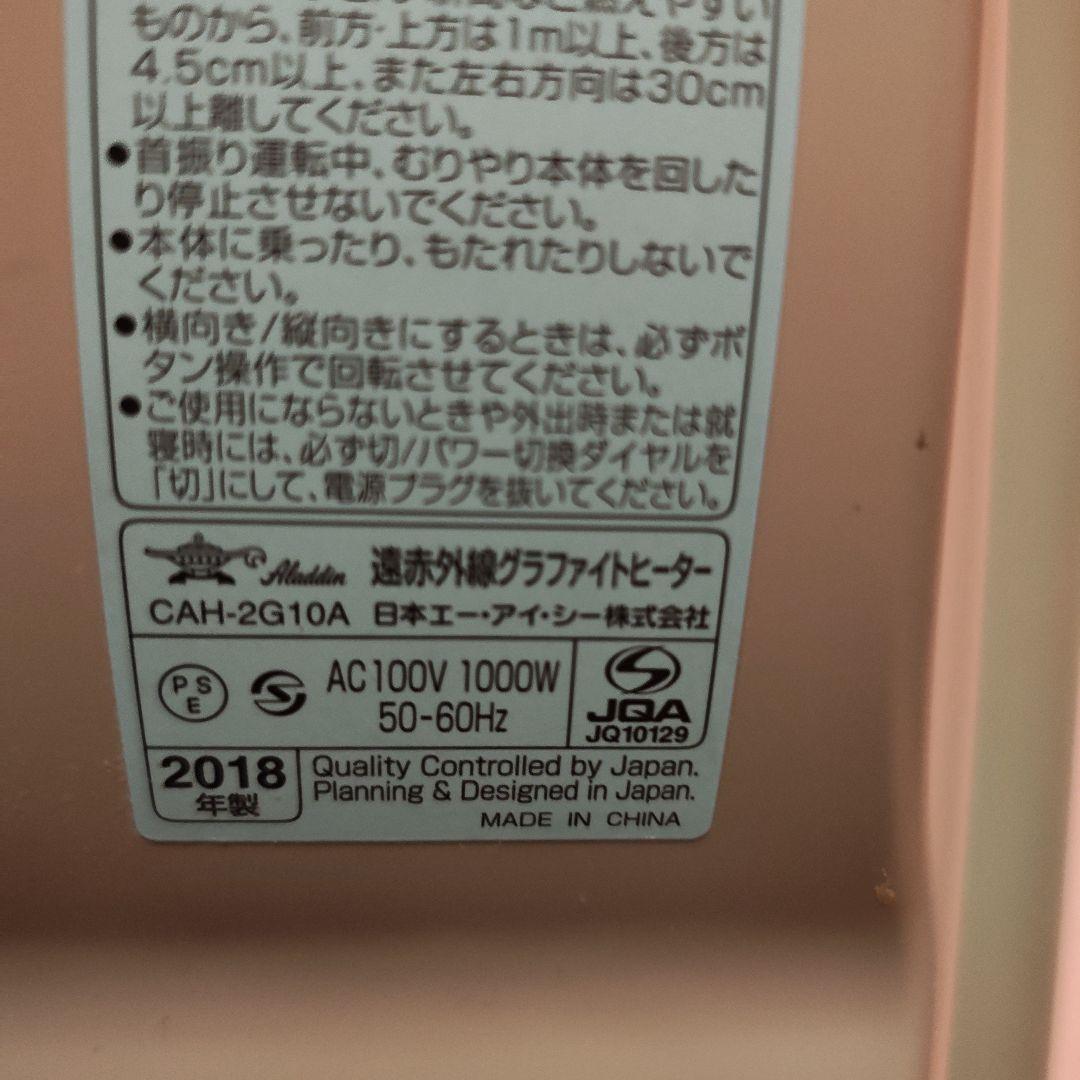 燃えやすい
ものから、前方・上方は1m以上、後方は
4.5cm以上、また左右方向は30cm
以上離してください。
●首振り運転中、むりやり本体を回した
り停止させないでください。
●本体に乗ったり、もたれたりしないで
ください。
●横向き/縦向きにするときは、必ずボ
タン操作で回転させてください。
●ご使用にならないときや外出時または就
寝時には、必ず切/パワー切換ダイヤルを
「切」にして、電源プラグを抜いてください。
Aladdin 遠赤外線グラファイトヒーター
CAH-2G10A 日本エー・アイ・シー株式会社
PSE AC100V 1000W
50-60Hz
JQA
JQ10129
2018
年製
Quality Controlled by Japan.
Planning & Designed in Japan.
MADE IN CHINA